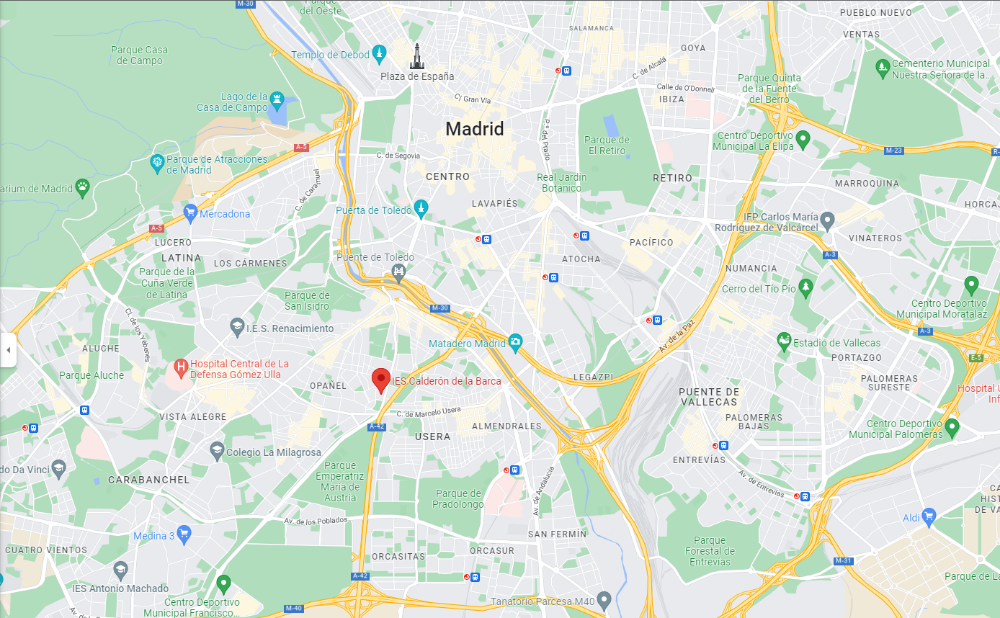 M-30
Parque
del Oeste
PUEBLO NUEVO
SALAMANCA
VENTAS
GOYA
Parque Casa
de Campo
Templo de Debod
Plaza de España
C. de Alcalá
Cementerio Municipal
Nuestra Señora de la...
Parque Quinta
de la Fuente
del Berro
Calle de O'Donnell
IBIZA
Lago de la
Casa de Campo
C/ Gran Vía
Madrid
P.º del Prado
Parque de
El Retiro
Centro Deportivo
Municipal La Elipa
A-5
M-23
R-
C. de Segovia
Parque de Atracciones
de Madrid
CENTRO
Real Jardín
Botánico
RETIRO
MARROQUINA
arium de Madrid
C. de Caramuel
LAVAPIÉS
HORCAJ
Mercadona
Puerta de Toledo
IFP Carlos María
Rodríguez de Valcárcel
A-5
LUCERO
LATINA
LOS CÁRMENES
PACÍFICO
VINATEROS
Puente de Toledo
ATOCHA
A-3
Parque de la
Cuña Verde
de Latina
NUMANCIA
Cerro del Tío Pío
Parque de
San Isidro
M-30
Centro Deportivo
Municipal Moratalaz
Cl. de los Yébenes
I.E.S. Renacimiento
Av. de la Paz
A-3
ALUCHE
Matadero Madrid
Estadio de Vallecas
PORTAZGO
E-5
Hospital Central de La
Defensa Gómez Ulla
Parque Aluche
OPAÑEL
IES Calderón de la Barca
LEGAZPI
PALOMERAS
SURESTE
PUENTE DE
VALLECAS
Hospital U
Inf
VISTA ALEGRE
C. de Marcelo Usera
A-42
USERA
ALMENDRALES
PALOMERAS
BAJAS
Centro Deportivo
Municipal Palomeras
Colegio La Milagrosa
ENTREVÍAS
do Da Vinci
CARABANCHEL
Parque
Emperatriz
María de
Austria
Av. de Andalucía
Av. de Entrevías
Parque de
Pradolongo
CA
HIST
DE VA
Av. de los Poblados
Aldi
Medina 3
SAN FERMÍN
CUATRO VIENTOS
ORCASITAS
ORCASUR
Parque
Forestal de
Entrevías
M-31
IES Antonio Machado
A-42
Parque de La
Centro Deportivo
Municipal Francisco...
M-40
Tanatorio Parcesa M40